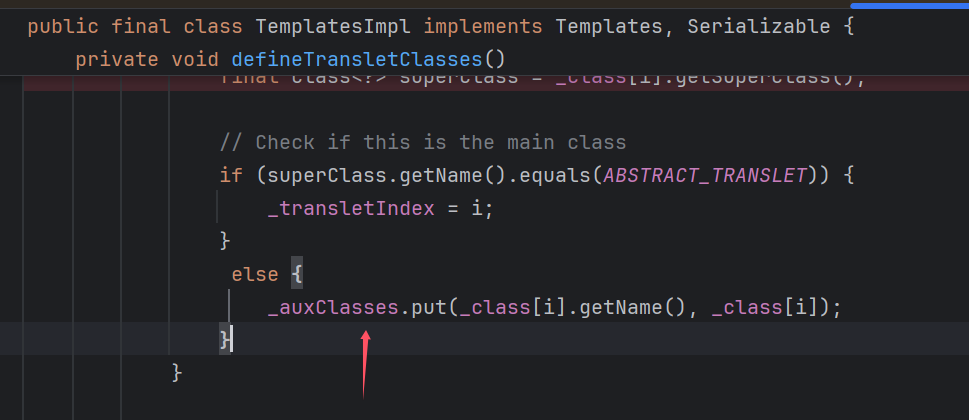 public final class TemplatesImpl implements Templates, Serializable {
private void defineTransletClasses()
final Class<?> superClass = _class[i].getSuperclass();
// Check if this is the main class
if (superClass.getName().equals(ABSTRACT_TRANSLET)) {
_transletIndex = i;
}
else {
_auxClasses.put(_class[i].getName(), _class[i]);
}
}